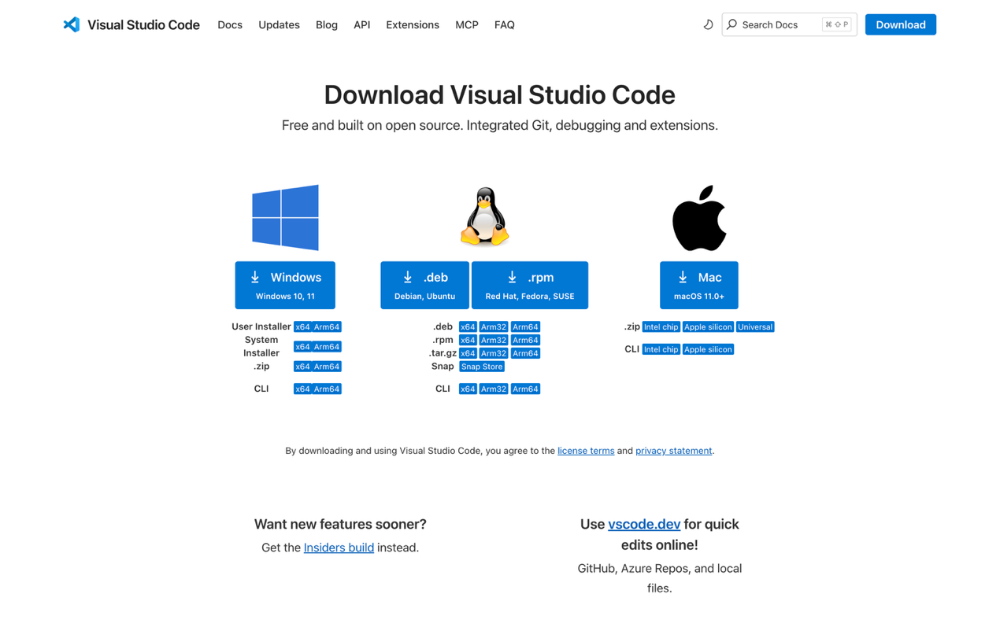 Visual Studio Code Docs Updates Blog API Extensions MCP FAQ Search Docs ⌘ ⇧ P Download
Download Visual Studio Code
Free and built on open source. Integrated Git, debugging and extensions.
Windows
Windows 10, 11
User Installer x64 Arm64
System Installer x64 Arm64
.zip x64 Arm64
CLI x64 Arm64
.deb
Debian, Ubuntu
.rpm
Red Hat, Fedora, SUSE
.deb x64 Arm32 Arm64
.rpm x64 Arm32 Arm64
.tar.gz x64 Arm32 Arm64
Snap Snap Store
CLI x64 Arm32 Arm64
Mac
macOS 11.0+
.zip Intel chip Apple silicon Universal
CLI Intel chip Apple silicon
By downloading and using Visual Studio Code, you agree to the license terms and privacy statement.
Want new features sooner?
Get the Insiders build instead.
Use vscode.dev for quick
edits online!
GitHub, Azure Repos, and local
files.